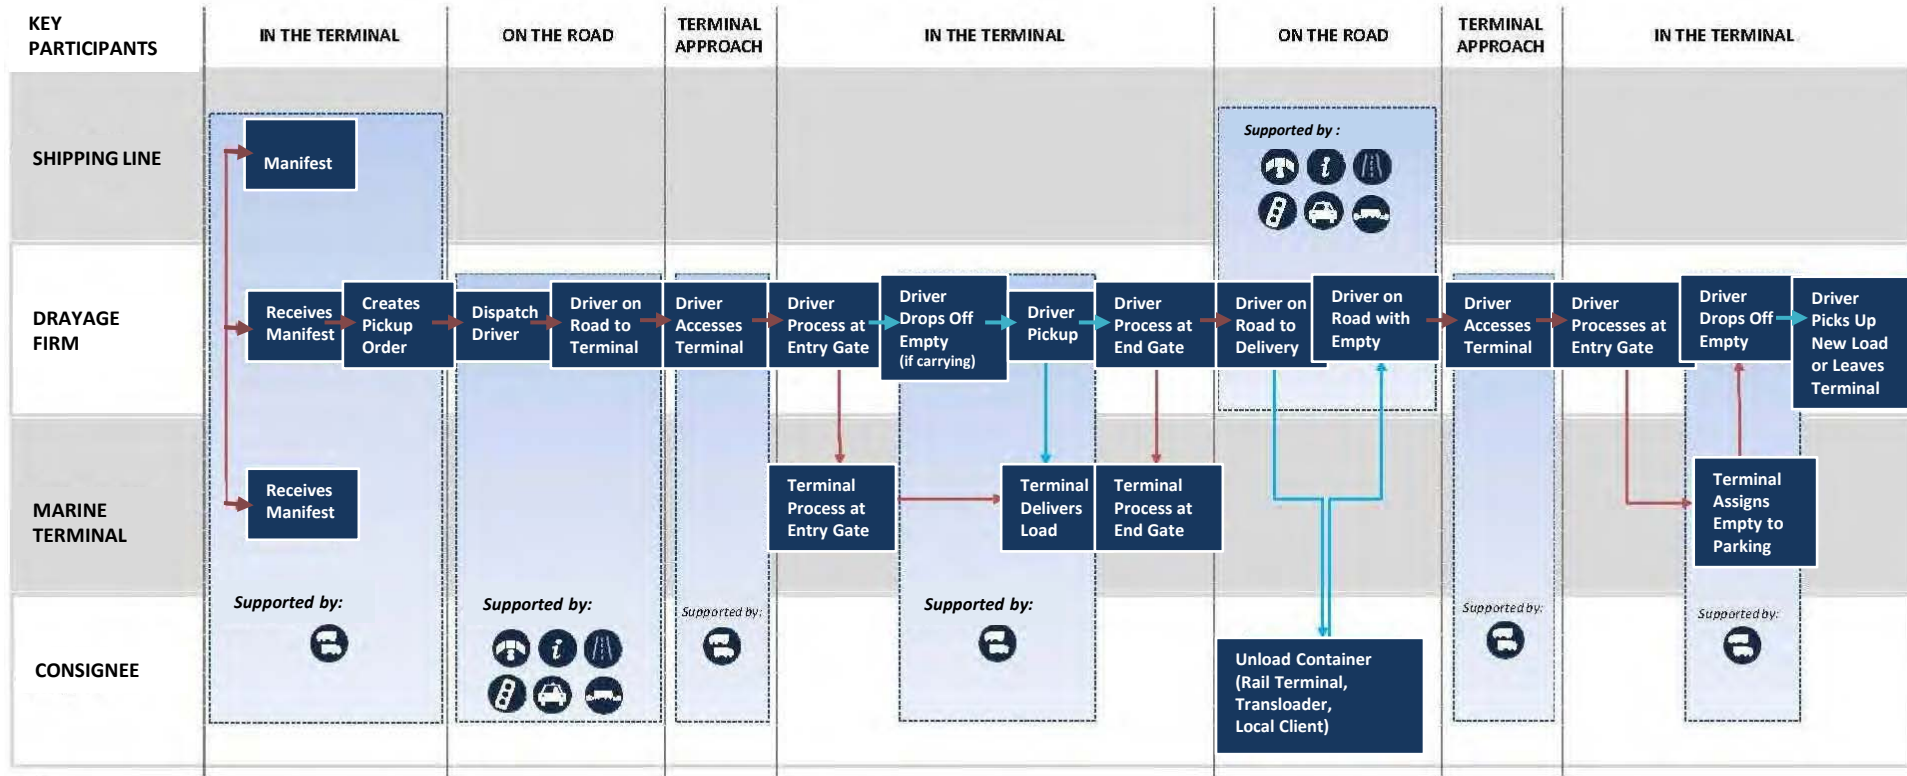 KEY
PARTICIPANTS
IN THE TERMINAL
ON THE ROAD
TERMINAL
APPROACH
IN THE TERMINAL
ON THE ROAD
TERMINAL
APPROACH
IN THE TERMINAL
SHIPPING LINE
Manifest
Supported by :
i
DRAYAGE
FIRM
Receives
Manifest
Creates
Pickup
Order
Dispatch
Driver
Driver on
Road to
Terminal
Driver
Accesses
Terminal
Driver
Process at
Entry Gate
Driver
Drops Off
Empty
(if carrying)
Driver
Pickup
Driver
Process at
End Gate
Driver on
Road to
Delivery
Driver on
Road with
Empty
Driver
Accesses
Terminal
Driver
Processes at
Entry Gate
Driver
Drops Off
Empty
Driver
Picks Up
New Load
or Leaves
Terminal
MARINE
TERMINAL
Receives
Manifest
Terminal
Process at
Entry Gate
Terminal
Delivers
Load
Terminal
Process at
End Gate
Terminal
Assigns
Empty to
Parking
CONSIGNEE
Supported by:
Supported by:
i
Supported by:
Supported by:
Unload Container
(Rail Terminal,
Transloader,
Local Client)
Supported by:
Supported by: